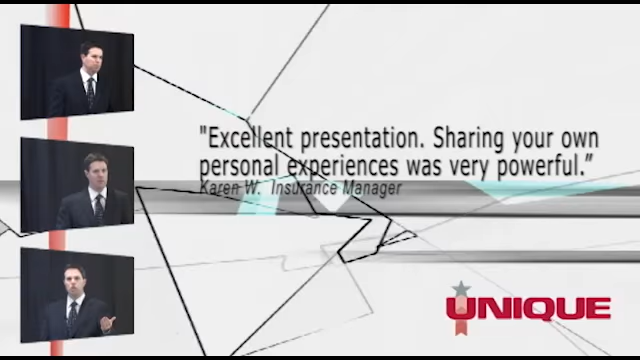 "Excellent presentation. Sharing your own
personal experiences was very powerful.”
Karen W.  Insurance Manager
UNIQUE